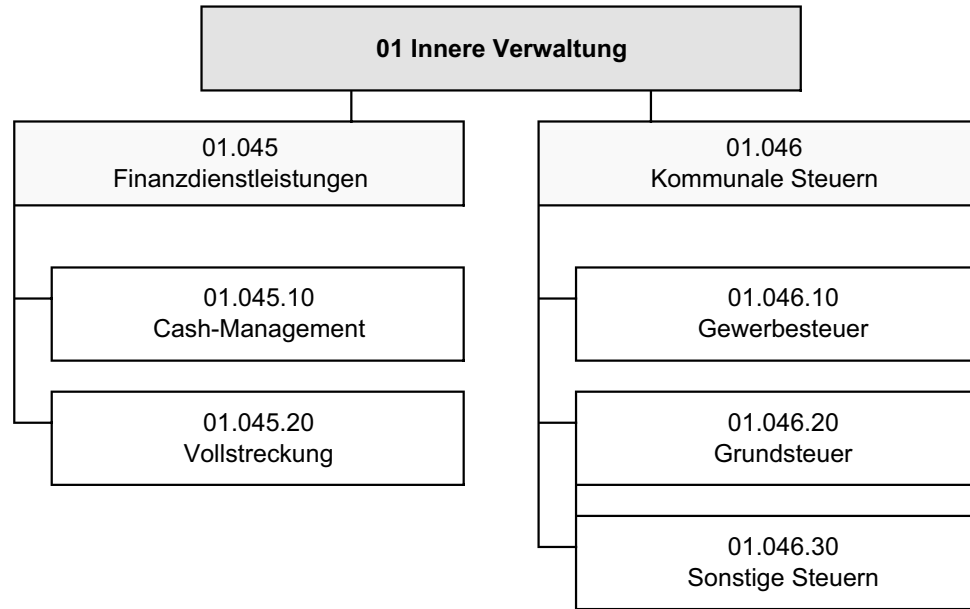 01 Innere Verwaltung
01.045
Finanzdienstleistungen
01.045.10
Cash-Management
01.045.20
Vollstreckung
01.046
Kommunale Steuern
01.046.10
Gewerbesteuer
01.046.20
Grundsteuer
01.046.30
Sonstige Steuern